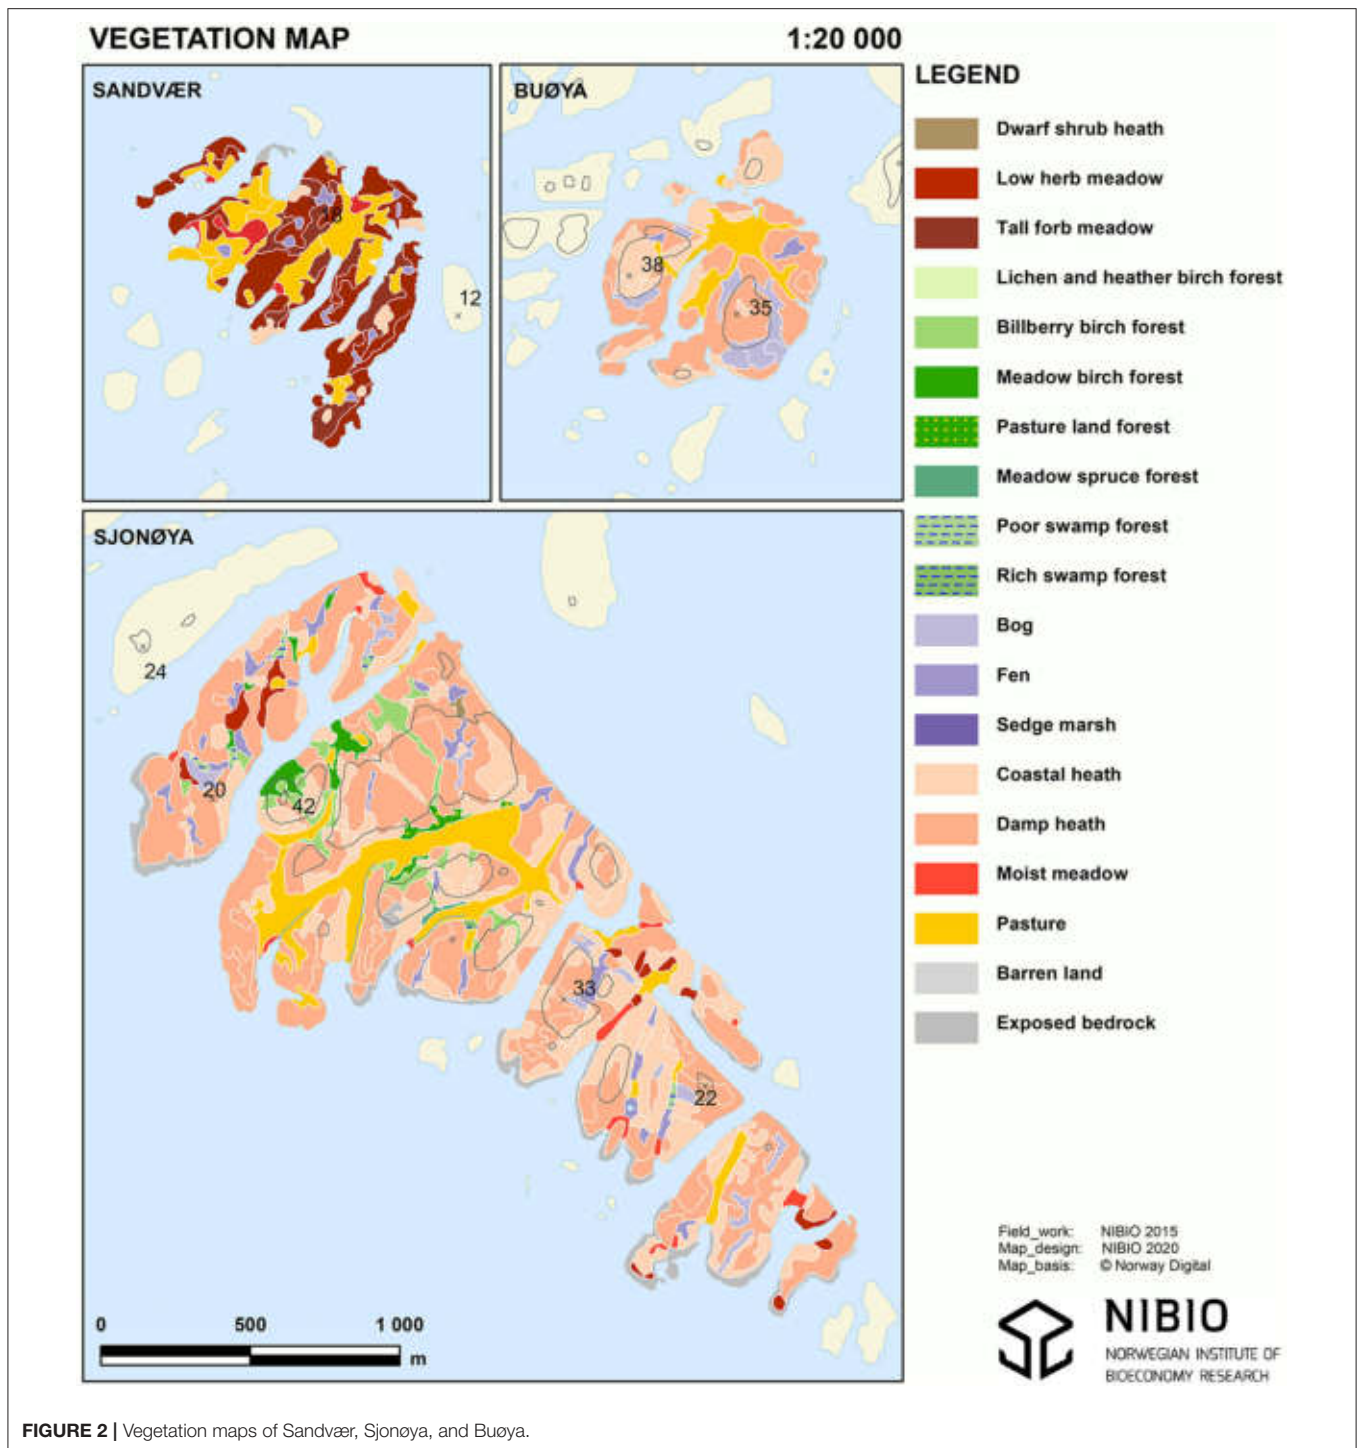 VEGETATION MAP
1:20 000
SANDVÆR
18
12
BUØYA
38
35
SJONØYA
24
20
42
33
22
0 500 1 000
m
LEGEND
Dwarf shrub heath
Low herb meadow
Tall forb meadow
Lichen and heather birch forest
Billberry birch forest
Meadow birch forest
Pasture land forest
Meadow spruce forest
Poor swamp forest
Rich swamp forest
Bog
Fen
Sedge marsh
Coastal heath
Damp heath
Moist meadow
Pasture
Barren land
Exposed bedrock
Field_work: NIBIO 2015
Map_design: NIBIO 2020
Map_basis: © Norway Digital
NIBIO
NORWEGIAN INSTITUTE OF
BIOECONOMY RESEARCH
FIGURE 2 | Vegetation maps of Sandvær, Sjonøya, and Buøya.